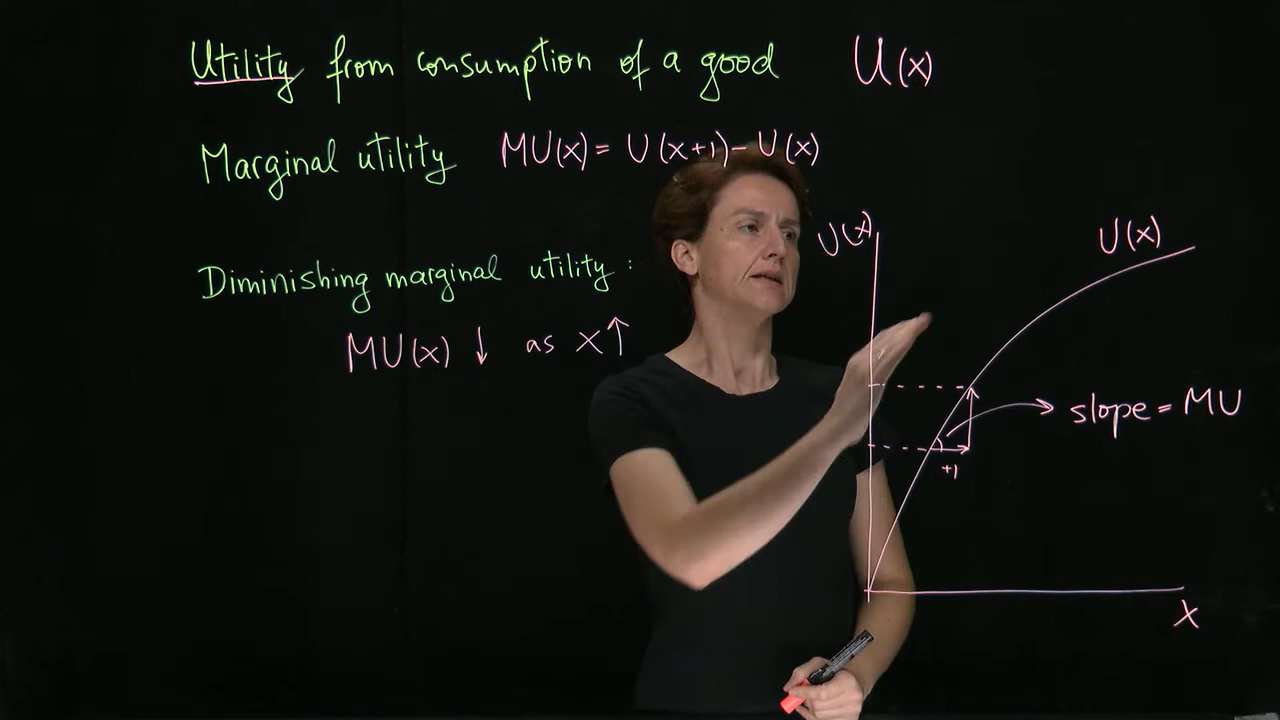 Utility from consumption of a good U(x)
Marginal utility MU(x) = U(x+1) - U(x)
Diminishing marginal utility :
MU(x) ↓ as x↑
U(x)
U(x)
slope = MU
+1
x